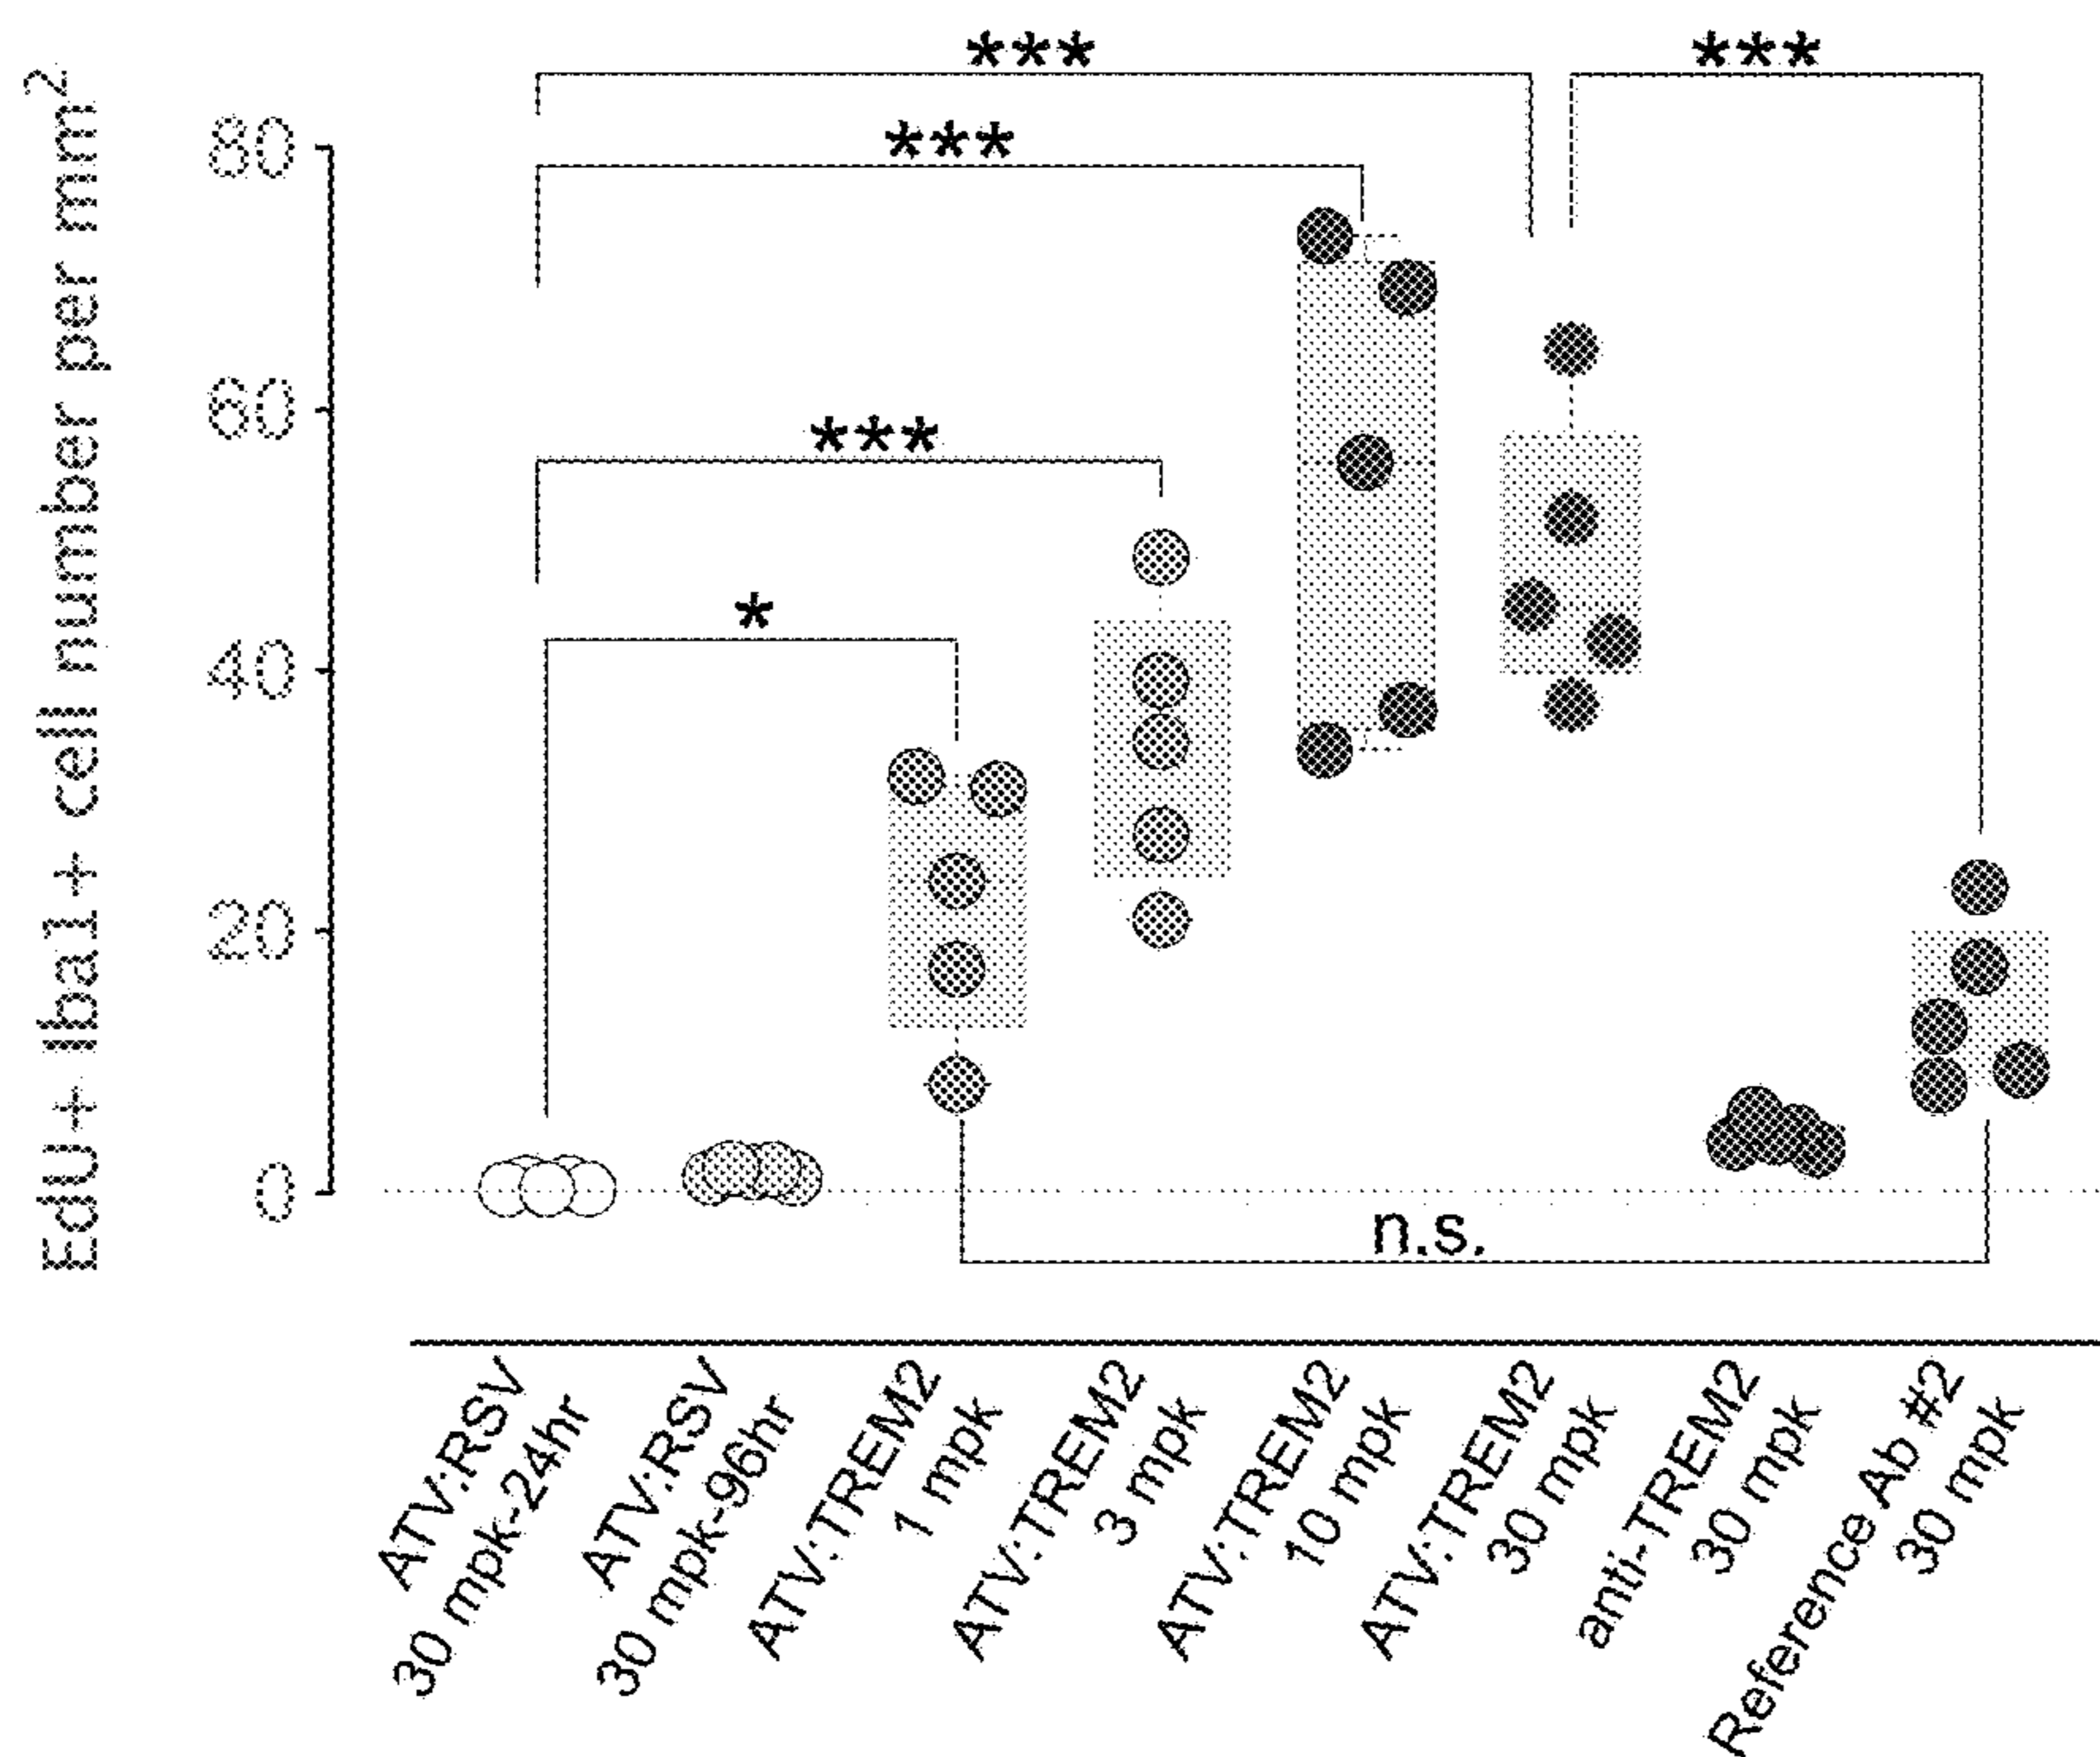 EdU+ Iba1+ cell number per mm²
80
60
40
20
0
***
***
***
***
*
n.s.
ATV:RSV
30 mpk-24hr
ATV:RSV
30 mpk-96hr
ATV:TREM2
1 mpk
ATV:TREM2
3 mpk
ATV:TREM2
10 mpk
ATV:TREM2
30 mpk
anti-TREM2
30 mpk
Reference Ab #2
30 mpk